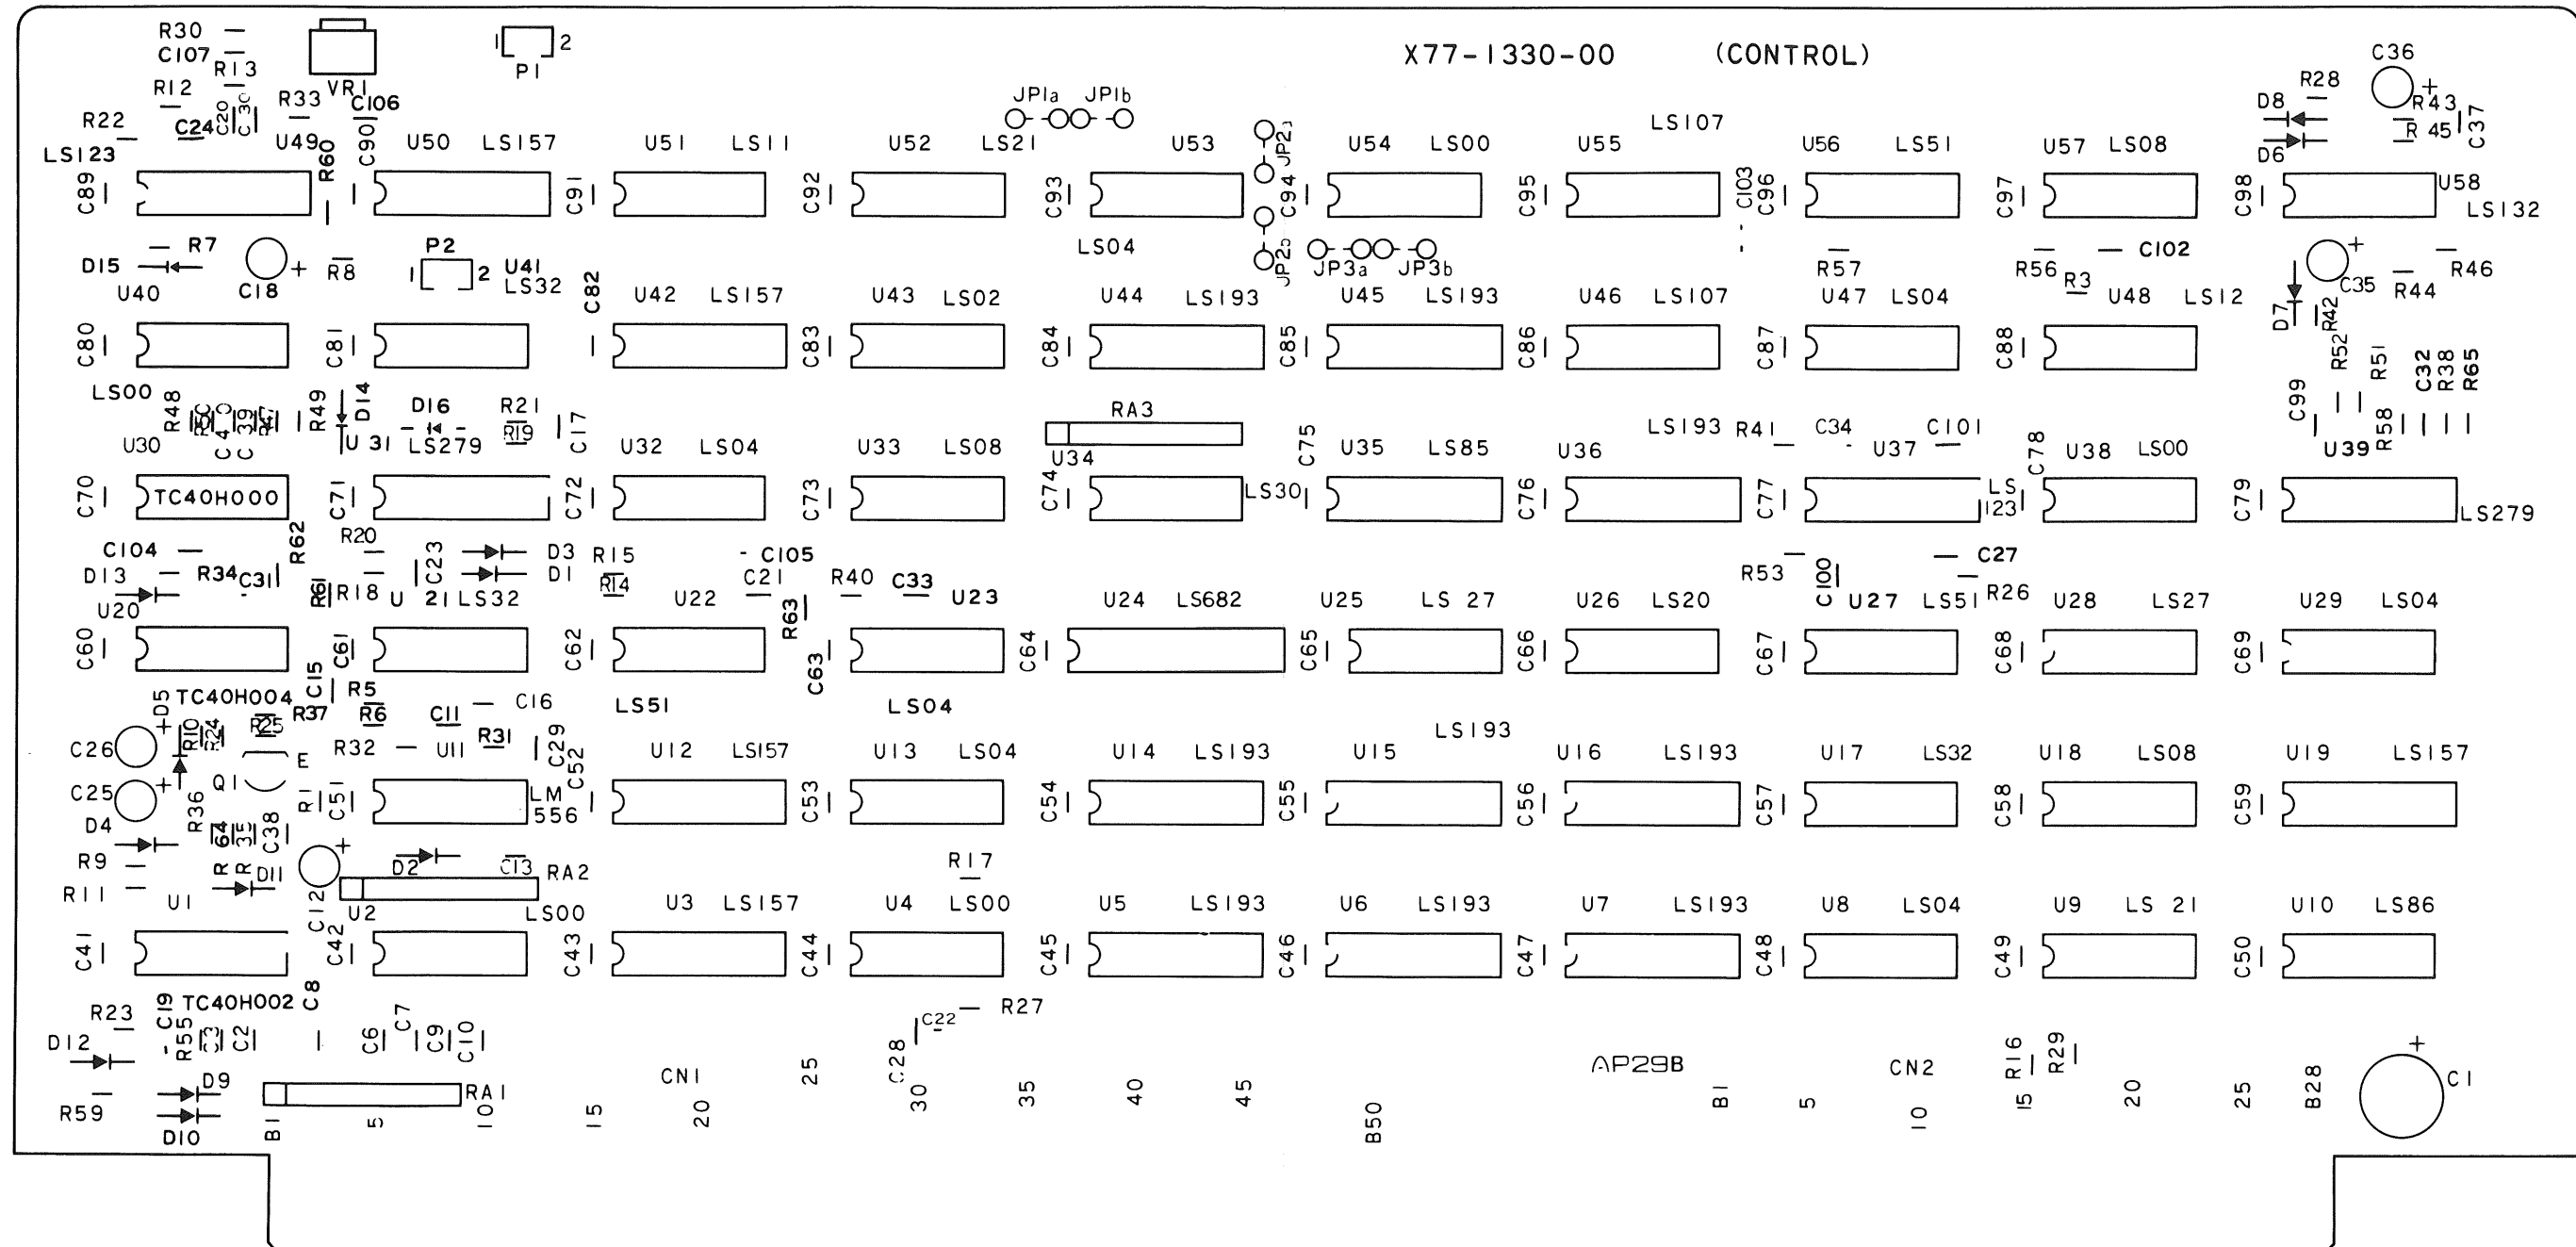 X77-1330-00 (CONTROL)
R30
C107
R13
R12
VR1
1 2
P1
C20 C30
R33
C106
R22
C24
U49
R60
C90
U50 LS157
U51 LS11
U52 LS21
JP1a JP1b
U53
JP2a
U54 LS00
U55
LS107
U56 LS51
U57 LS08
D8
D6
R28
C36
+
R43
R 45
C37
LS123
C89
C91
C92
C93
C94
C95
C103
C96
C97
C98
U58
LS132
D15
R7
C18
+
R8
P2
1 2
U41
LS32
LS04
JP2b
JP3a JP3b
R57
R56
R3
C102
D7
+
C35
R42
R44
R46
U40
C82
U42 LS157
U43 LS02
U44 LS193
U45 LS193
U46 LS107
U47 LS04
U48 LS12
C80
C81
C83
C84
C85
C86
C87
C88
R52
R51
C32
R38
R65
C99
R58
LS00
R48
C39
R47
R49
D14
D16
R21
R19
C17
RA3
U30
U 31
LS279
U32 LS04
U33 LS08
U34
C75
U35 LS85
U36
LS193
R41
C34
U37
C101
C78
U38 LS00
U39
C70
TC40H000
C71
C72
C73
C74
LS30
C76
C77
LS
123
C79
LS279
C104
R62
R20
C23
D3
D1
R15
R14
C105
C21
R40
C33
R53
C100
C27
R26
D13
R34
C31
R61
R18
U20
U 21 LS32
U22
R63
U23
U24 LS682
U25 LS 27
U26 LS20
U27 LS51
U28 LS27
U29 LS04
C60
C61
C62
C63
C64
C65
C66
C67
C68
C69
D5
TC40H004
C15
R5
R37
R6
C11
C16
LS51
LS04
C26
+
R10
R24
R25
R32
U11
R31
C29
C52
U12 LS157
U13 LS04
U14 LS193
U15
LS193
U16 LS193
U17 LS32
U18 LS08
U19 LS157
C25
+
Q1
E
R1
C51
LM
556
C53
C54
C55
C56
C57
C58
C59
D4
R36
R 64
R 35
C38
R9
R11
D11
+
C12
D2
C13
RA2
R17
U1
U2
LS00
U3 LS157
U4 LS00
U5 LS193
U6 LS193
U7 LS193
U8 LS04
U9 LS 21
U10 LS86
C41
C42
C43
C44
C45
C46
C47
C48
C49
C50
R23
C19
TC40H002
C8
D12
R55
C3
C2
C6
C7
C9
C10
C28
C22
R27
CN1
AP29B
CN2
R16
R29
+
C1
R59
D9
D10
RA1
B1 5 10 15 20 25 30 35 40 45 B50
B1 5 10 15 20 25 B28